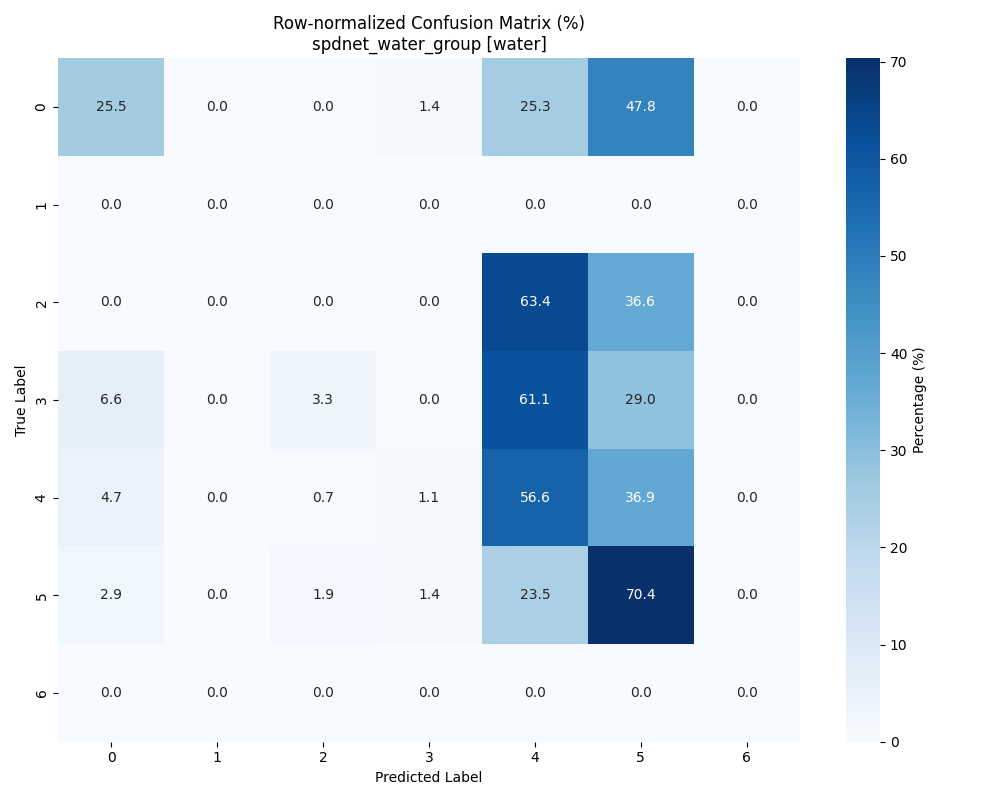 Row-normalized Confusion Matrix (%)
spdnet_water_group [water]
True Label
0 25.5 0.0 0.0 1.4 25.3 47.8 0.0
1 0.0 0.0 0.0 0.0 0.0 0.0 0.0
2 0.0 0.0 0.0 0.0 63.4 36.6 0.0
3 6.6 0.0 3.3 0.0 61.1 29.0 0.0
4 4.7 0.0 0.7 1.1 56.6 36.9 0.0
5 2.9 0.0 1.9 1.4 23.5 70.4 0.0
6 0.0 0.0 0.0 0.0 0.0 0.0 0.0
0 1 2 3 4 5 6
Predicted Label
70
60
50
40
30
20
10
0
Percentage (%)